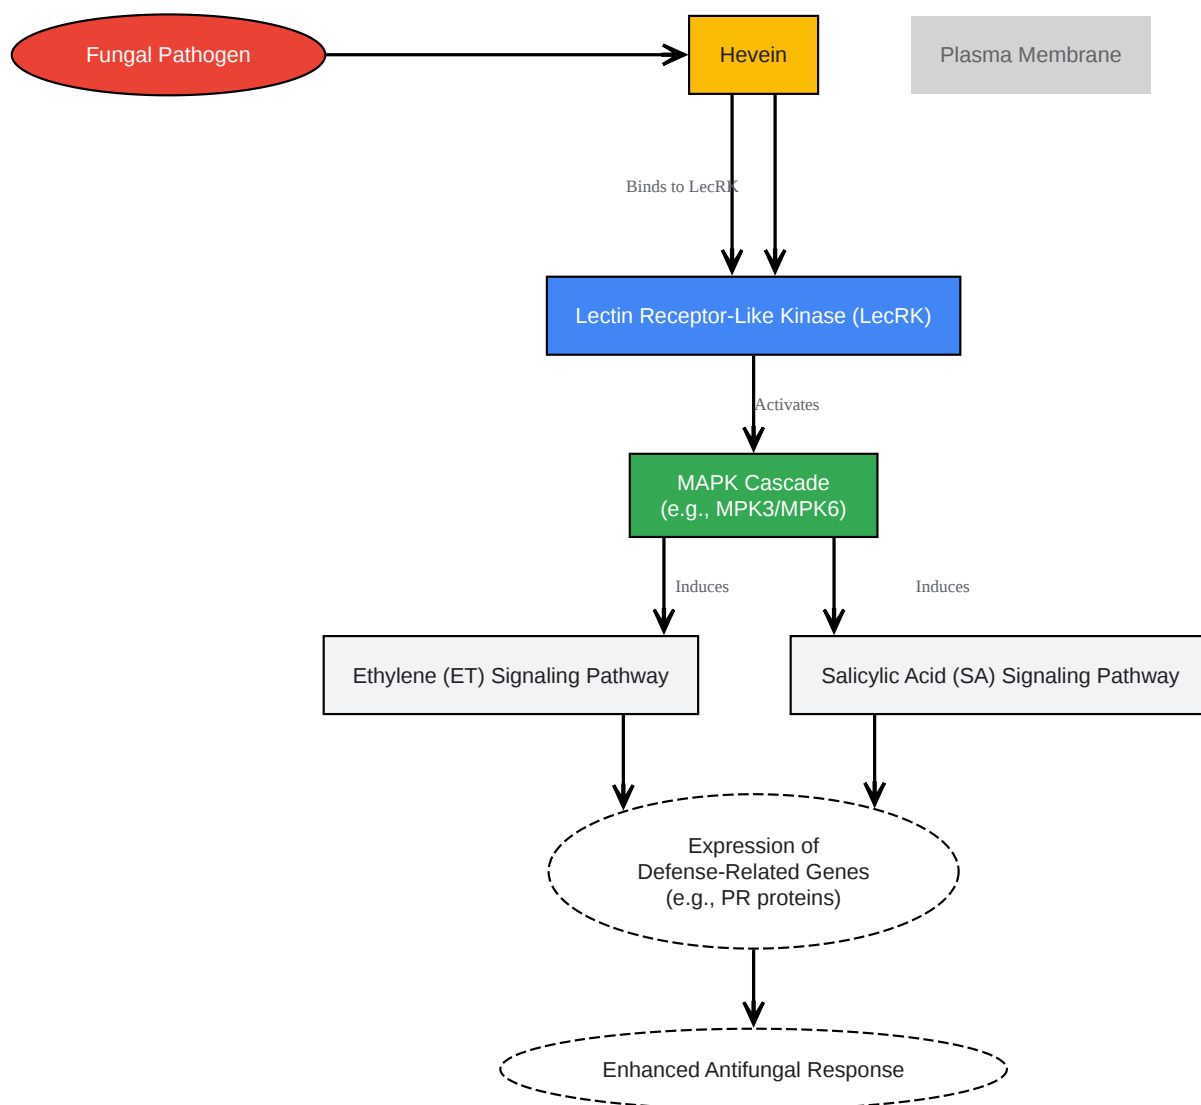 Fungal Pathogen
Hevein
Plasma Membrane
Binds to LecRK
Lectin Receptor-Like Kinase (LecRK)
Activates
MAPK Cascade
(e.g., MPK3/MPK6)
Induces
Induces
Ethylene (ET) Signaling Pathway
Salicylic Acid (SA) Signaling Pathway
Expression of
Defense-Related Genes
(e.g., PR proteins)
Enhanced Antifungal Response